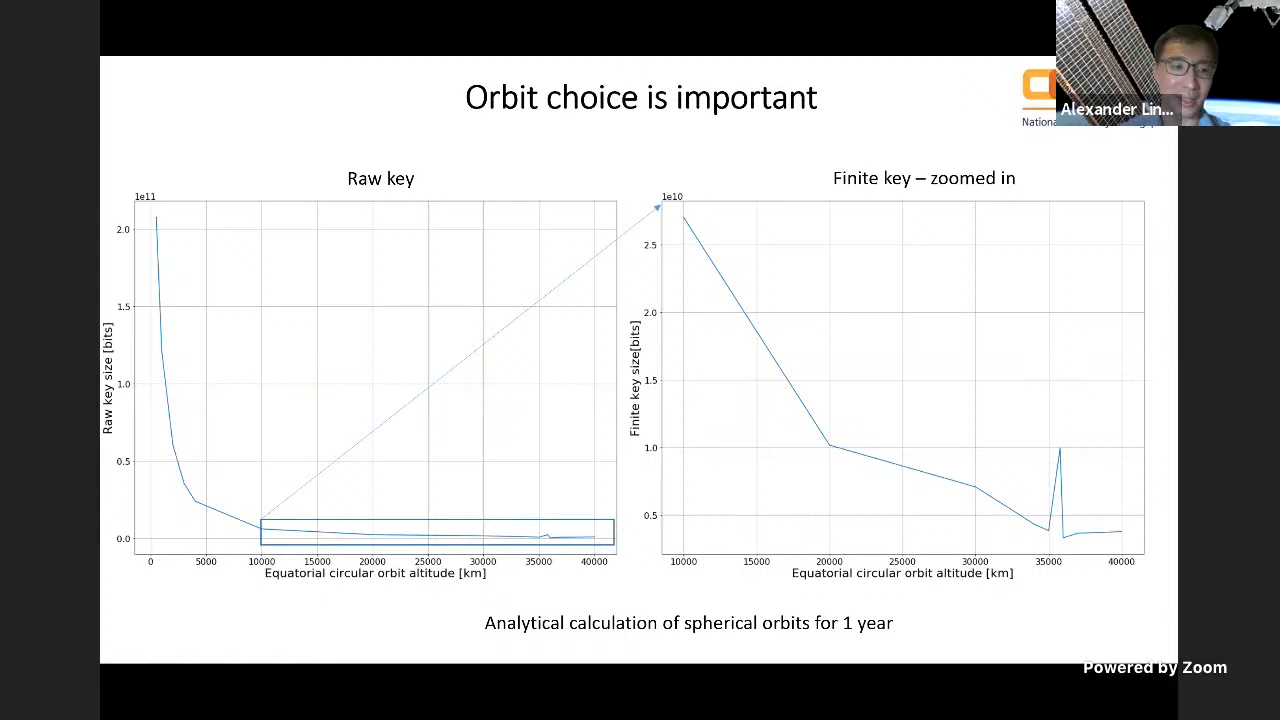 Orbit choice is important
Alexander Lin...
National
Raw key
Finite key – zoomed in
1e11
2.0
1.5
1.0
0.5
0.0
Raw key size [bits]
0 5000 10000 15000 20000 25000 30000 35000 40000
Equatorial circular orbit altitude [km]
1e10
2.5
2.0
1.5
1.0
0.5
Finite key size[bits]
10000 15000 20000 25000 30000 35000 40000
Equatorial circular orbit altitude [km]
Analytical calculation of spherical orbits for 1 year
Powered by Zoom